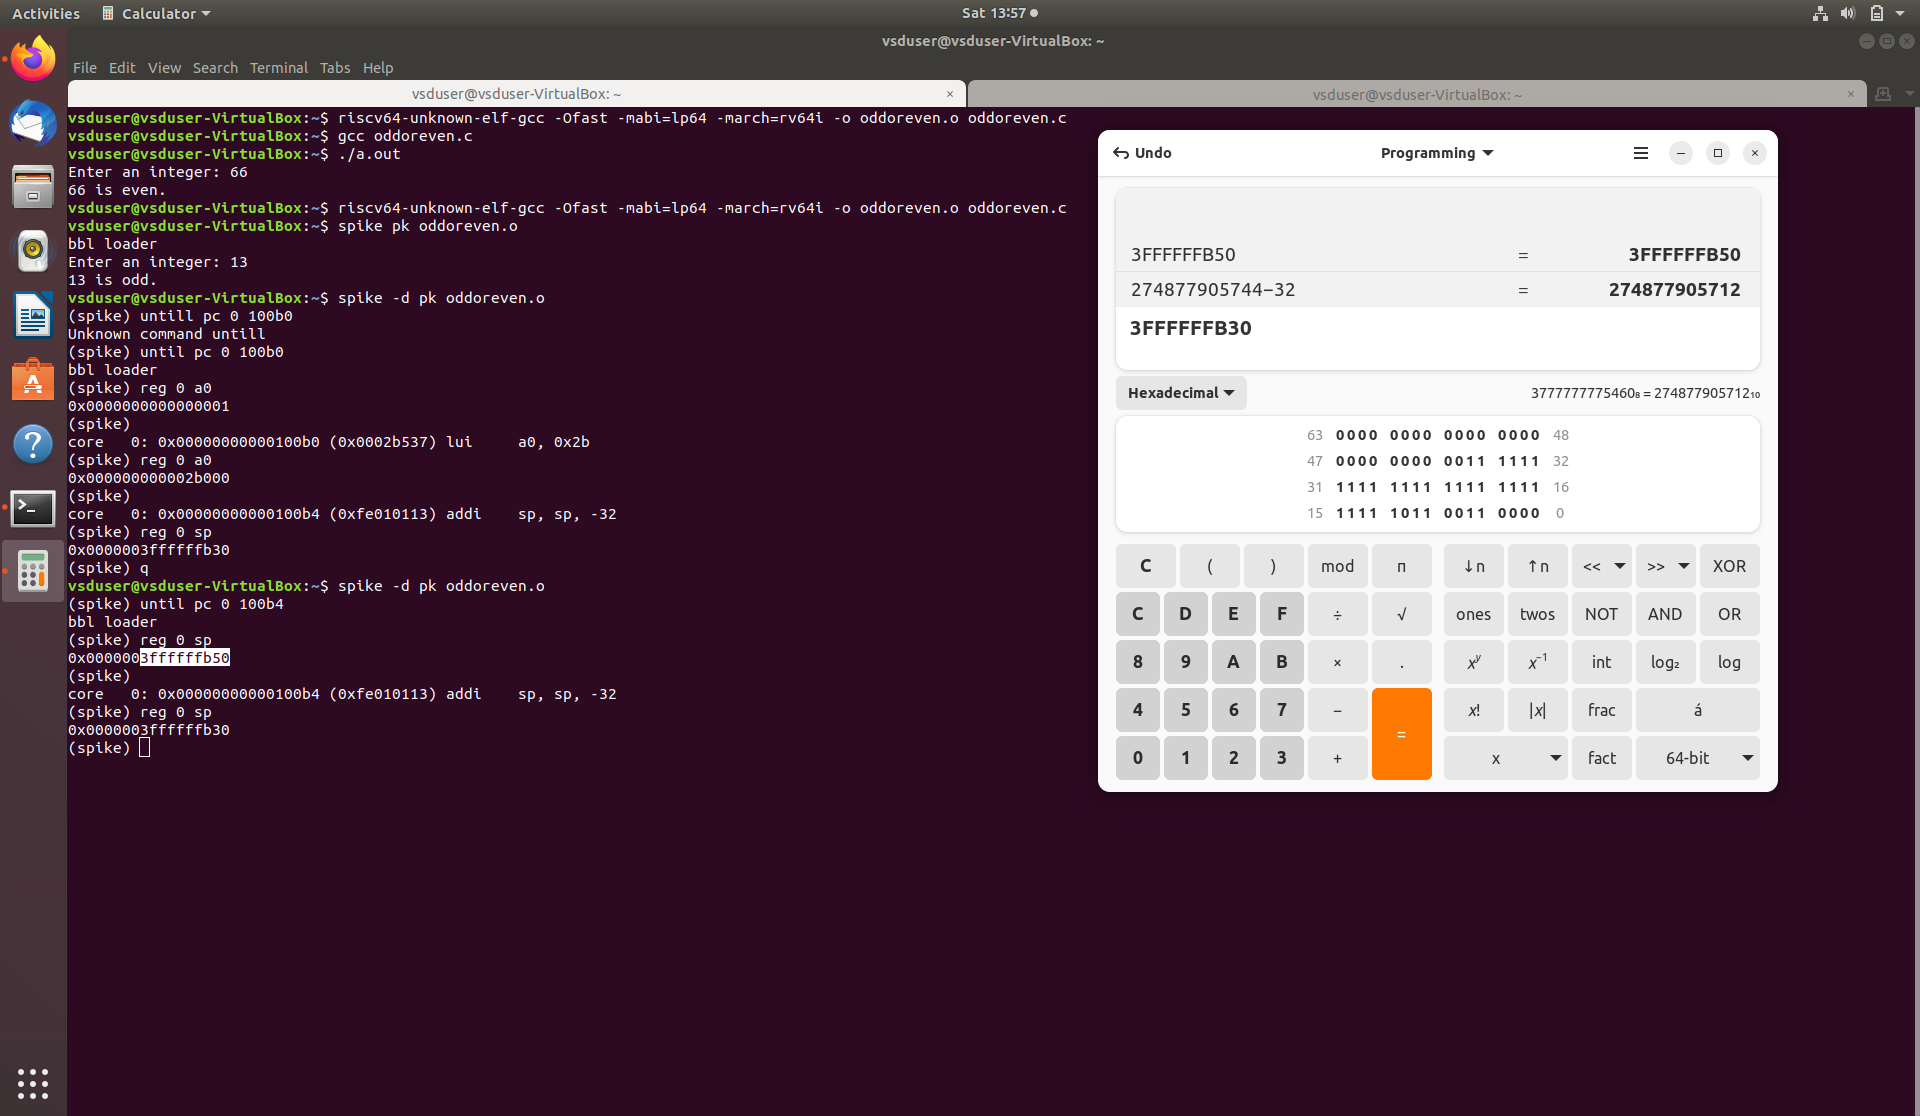 Activities
Calculator
Sat 13:57
vsduser@vsduser-VirtualBox: ~
File Edit View Search Terminal Tabs Help
vsduser@vsduser-VirtualBox: ~ ×
vsduser@vsduser-VirtualBox: ~ ×
vsduser@vsduser-VirtualBox:~$ riscv64-unknown-elf-gcc -Ofast -mabi=lp64 -march=rv64i -o oddoreven.o oddoreven.c
vsduser@vsduser-VirtualBox:~$ gcc oddoreven.c
vsduser@vsduser-VirtualBox:~$ ./a.out
Enter an integer: 66
66 is even.
vsduser@vsduser-VirtualBox:~$ riscv64-unknown-elf-gcc -Ofast -mabi=lp64 -march=rv64i -o oddoreven.o oddoreven.c
vsduser@vsduser-VirtualBox:~$ spike pk oddoreven.o
bbl loader
Enter an integer: 13
13 is odd.
vsduser@vsduser-VirtualBox:~$ spike -d pk oddoreven.o
(spike) untill pc 0 100b0
Unknown command untill
(spike) until pc 0 100b0
bbl loader
(spike) reg 0 a0
0x0000000000000001
(spike)
core   0: 0x00000000000100b0 (0x0002b537) lui     a0, 0x2b
(spike) reg 0 a0
0x000000000002b000
(spike)
core   0: 0x00000000000100b4 (0xfe010113) addi    sp, sp, -32
(spike) reg 0 sp
0x0000003ffffffb30
(spike) q
vsduser@vsduser-VirtualBox:~$ spike -d pk oddoreven.o
(spike) until pc 0 100b4
bbl loader
(spike) reg 0 sp
0x0000003ffffffb50
(spike)
core   0: 0x00000000000100b4 (0xfe010113) addi    sp, sp, -32
(spike) reg 0 sp
0x0000003ffffffb30
(spike)
Undo Programming
3FFFFFFB50 = 3FFFFFFB50
274877905744−32 = 274877905712
3FFFFFFB30
Hexadecimal 3777777775460₈ = 274877905712₁₀
63 0000 0000 0000 0000 48
47 0000 0000 0011 1111 32
31 1111 1111 1111 1111 16
15 1111 1011 0011 0000 0
C ( ) mod π ↓n ↑n << >> XOR
C D E F ÷ √ ones twos NOT AND OR
8 9 A B × . xʸ x⁻¹ int log₂ log
4 5 6 7 − = x! |x| frac á
0 1 2 3 + x fact 64-bit